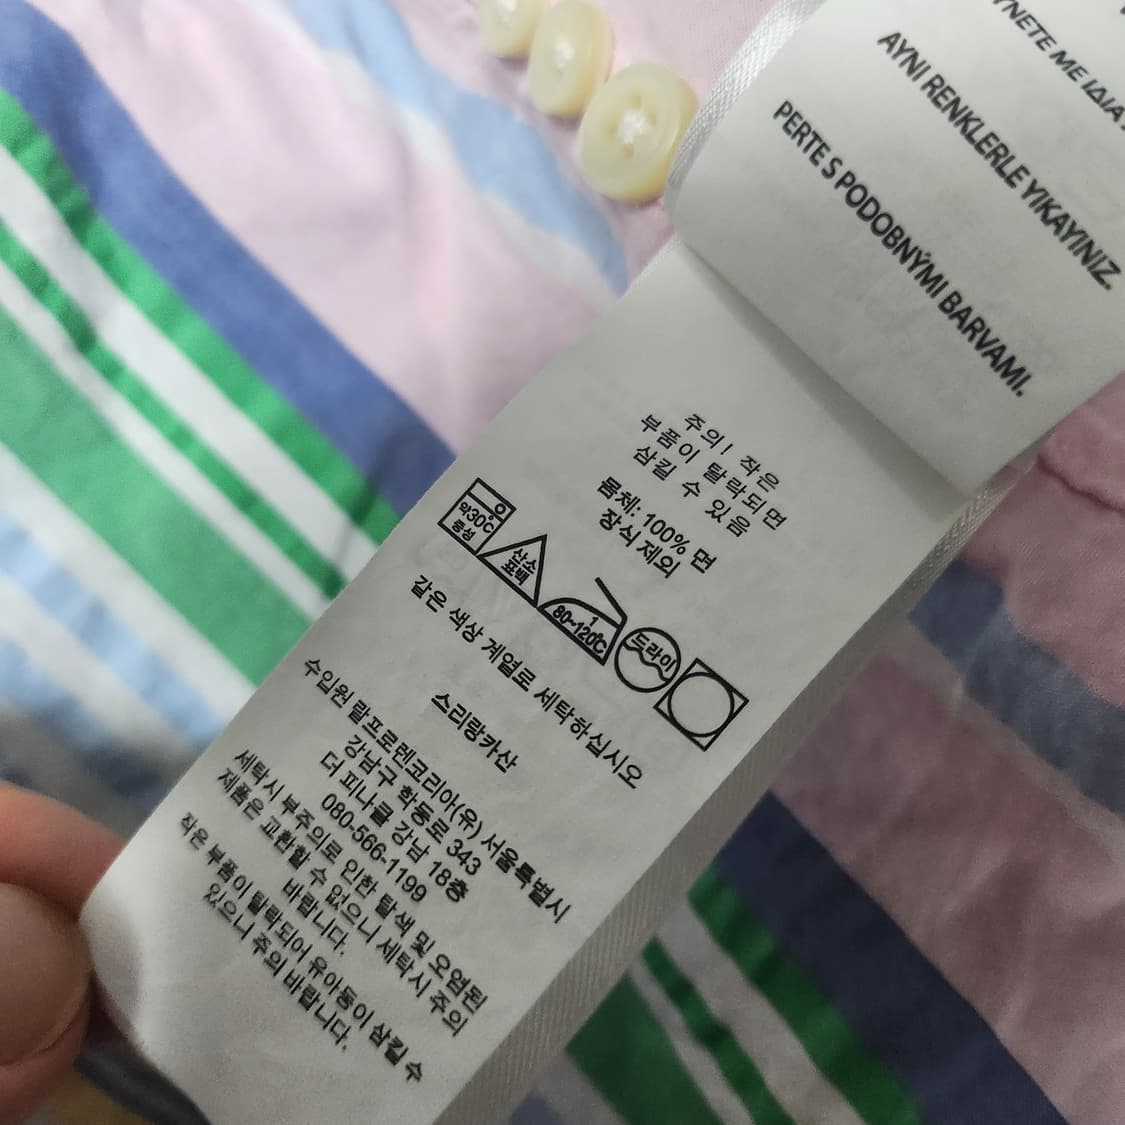 AYNI RENKLERLE YIKAYINIZ.
PERTE S PODOBNÝMI BARVAMI.
주의! 작은
부품이 탈락되면
삼킬 수 있음
몸체: 100% 면
장식 제외
약30℃
중성
산소
표백
1
80~120℃
드라이
같은 색상 계열로 세탁하십시오
스리랑카산
수입원 랄프로렌코리아(유) 서울특별시
강남구 학동로 343
더 피나클 강남 18층
080-566-1199
세탁시 부주의로 인한 탈색 및 오염된
제품은 교환할 수 없으니 세탁시 주의
바랍니다.
작은 부품이 탈락되어 유아동이 삼킬 수
있으니 주의 바랍니다.